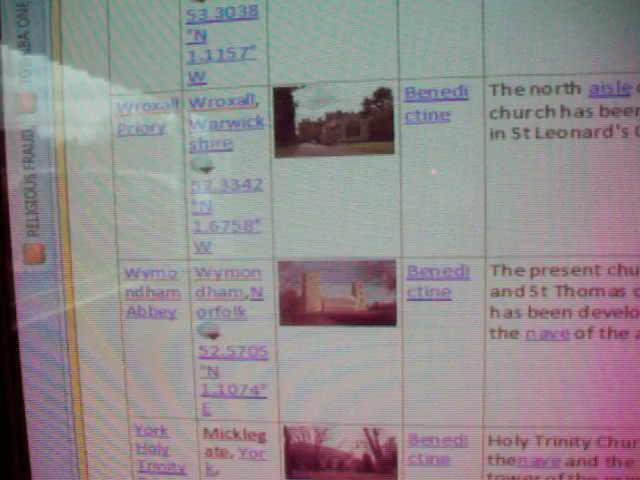 53.3038
°N
1.1157°
W
Wroxall
Priory
Wroxall,
Warwick
shire
52.3342
°N
1.6758°
W
Benedi
ctine
The north aisle
church has been
in St Leonard's
Wymo
ndham
Abbey
Wymon
dham, N
orfolk
52.5705
°N
1.1074°
E
Benedi
ctine
The present chu
and St Thomas
has been develo
the nave of the
York
Holy
Trinity
Mickleg
ate, Yor
k,
Benedi
ctine
Holy Trinity Chur
the nave and the
RELIGIOUS FRAUD